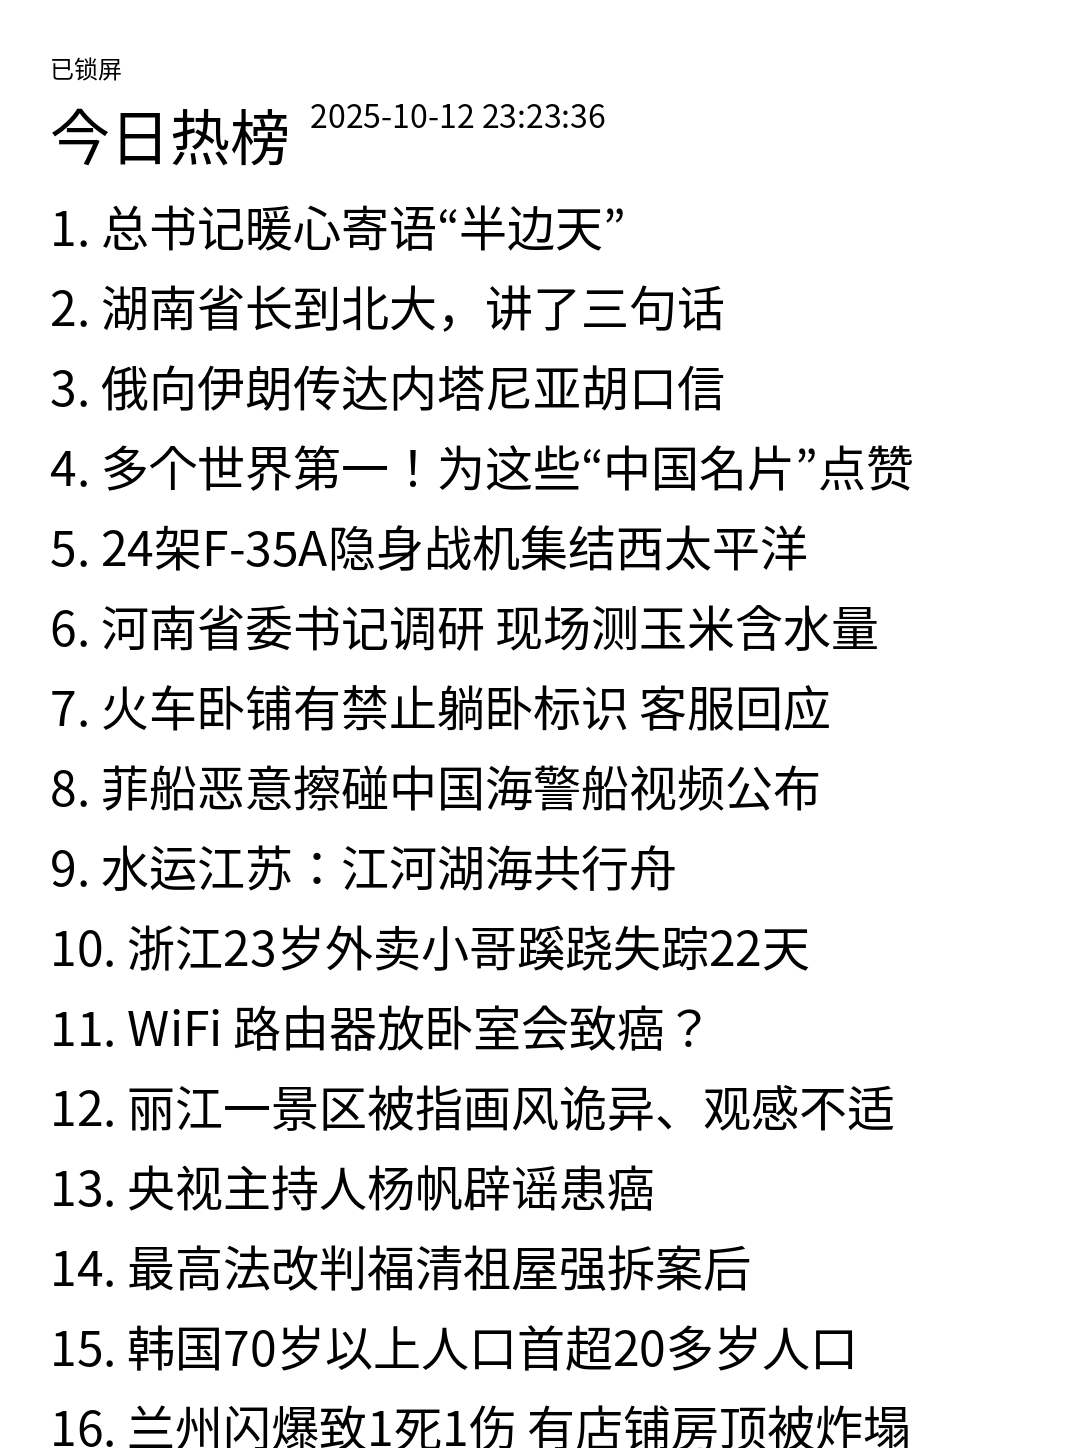 已锁屏
今日热榜 2025-10-12 23:23:36
1. 总书记暖心寄语“半边天”
2. 湖南省长到北大，讲了三句话
3. 俄向伊朗传达内塔尼亚胡口信
4. 多个世界第一！为这些“中国名片”点赞
5. 24架F-35A隐身战机集结西太平洋
6. 河南省委书记调研 现场测玉米含水量
7. 火车卧铺有禁止躺卧标识 客服回应
8. 菲船恶意擦碰中国海警船视频公布
9. 水运江苏：江河湖海共行舟
10. 浙江23岁外卖小哥蹊跷失踪22天
11. WiFi 路由器放卧室会致癌？
12. 丽江一景区被指画风诡异、观感不适
13. 央视主持人杨帆辟谣患癌
14. 最高法改判福清祖屋强拆案后
15. 韩国70岁以上人口首超20多岁人口
16. 兰州闪爆致1死1伤 有店铺房顶被炸塌